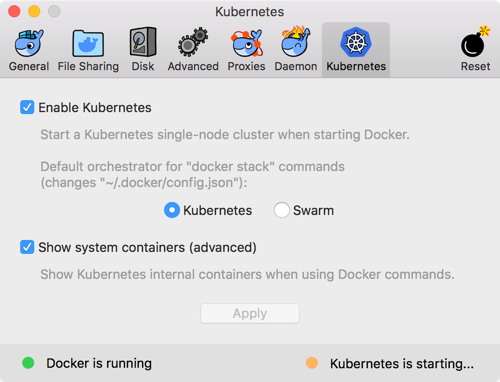 Kubernetes
General File Sharing Disk Advanced Proxies Daemon Kubernetes Reset
Enable Kubernetes
Start a Kubernetes single-node cluster when starting Docker.
Default orchestrator for "docker stack" commands
(changes "~/.docker/config.json"):
Kubernetes Swarm
Show system containers (advanced)
Show Kubernetes internal containers when using Docker commands.
Apply
Docker is running Kubernetes is starting...